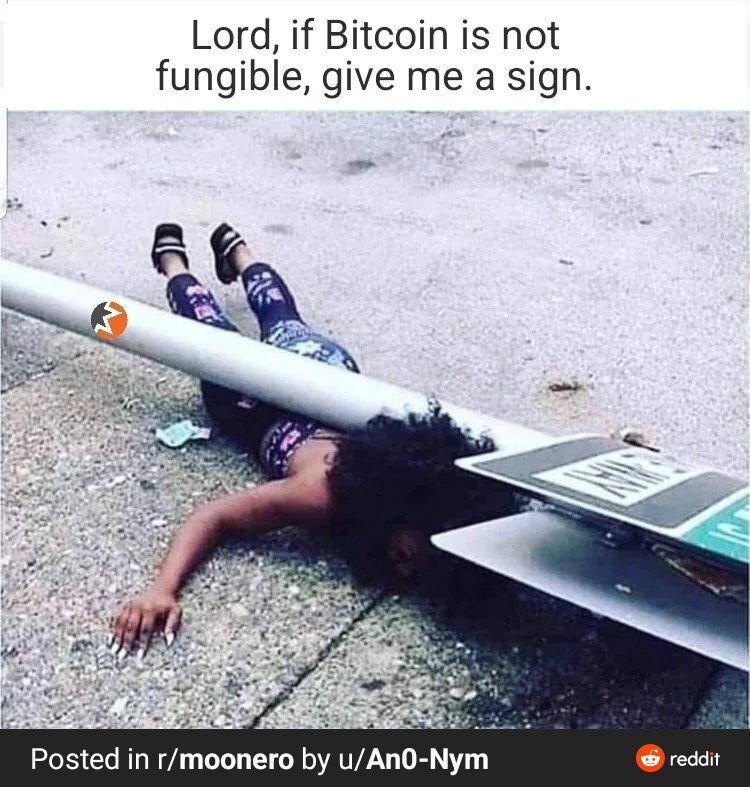 Lord, if Bitcoin is not
fungible, give me a sign.
Posted in r/moonero by u/An0-Nym
reddit